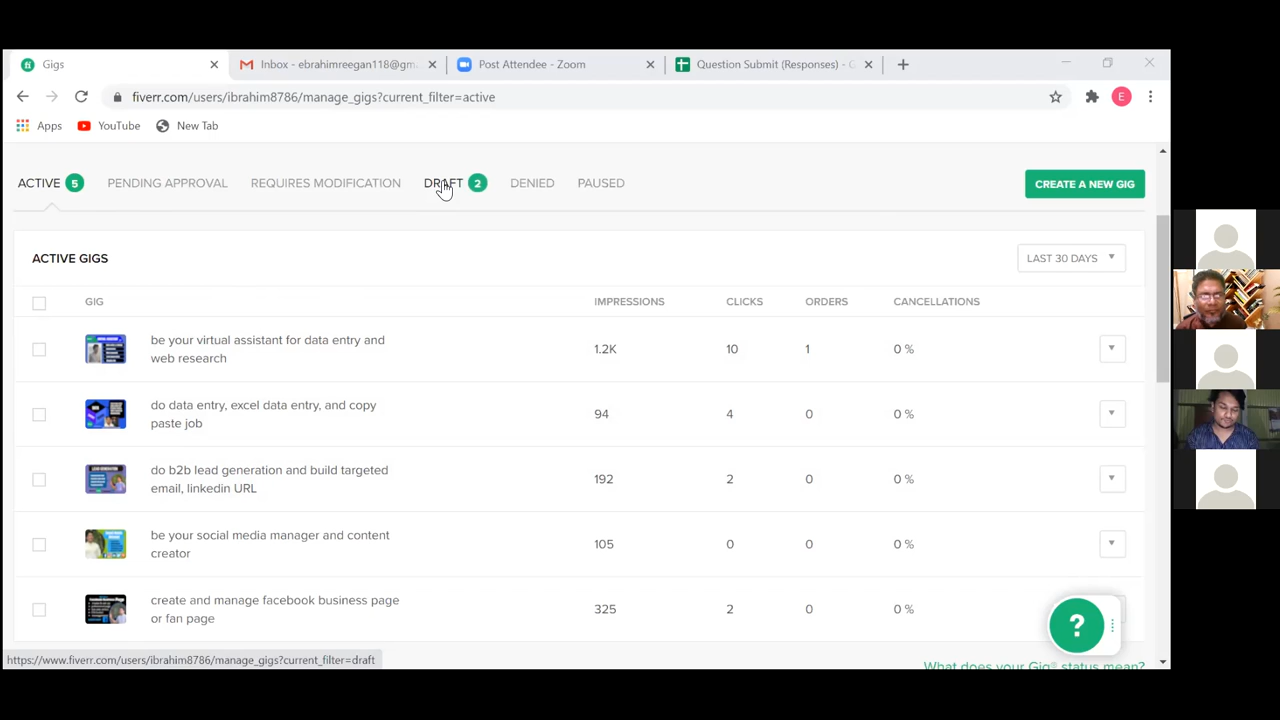 Gigs
Inbox - ebrahimreegan118@gm
Post Attendee - Zoom
Question Submit (Responses) - G
fiverr.com/users/ibrahim8786/manage_gigs?current_filter=active
E
Apps
YouTube
New Tab
ACTIVE 5
PENDING APPROVAL
REQUIRES MODIFICATION
DRAFT 2
DENIED
PAUSED
CREATE A NEW GIG
ACTIVE GIGS
LAST 30 DAYS
GIG IMPRESSIONS CLICKS ORDERS CANCELLATIONS
be your virtual assistant for data entry and
web research
1.2K 10 1 0 %
do data entry, excel data entry, and copy
paste job
94 4 0 0 %
do b2b lead generation and build targeted
email, linkedin URL
192 2 0 0 %
be your social media manager and content
creator
105 0 0 0 %
create and manage facebook business page
or fan page
325 2 0 0 %
?
https://www.fiverr.com/users/ibrahim8786/manage_gigs?current_filter=draft
What does your Gig® status mean?